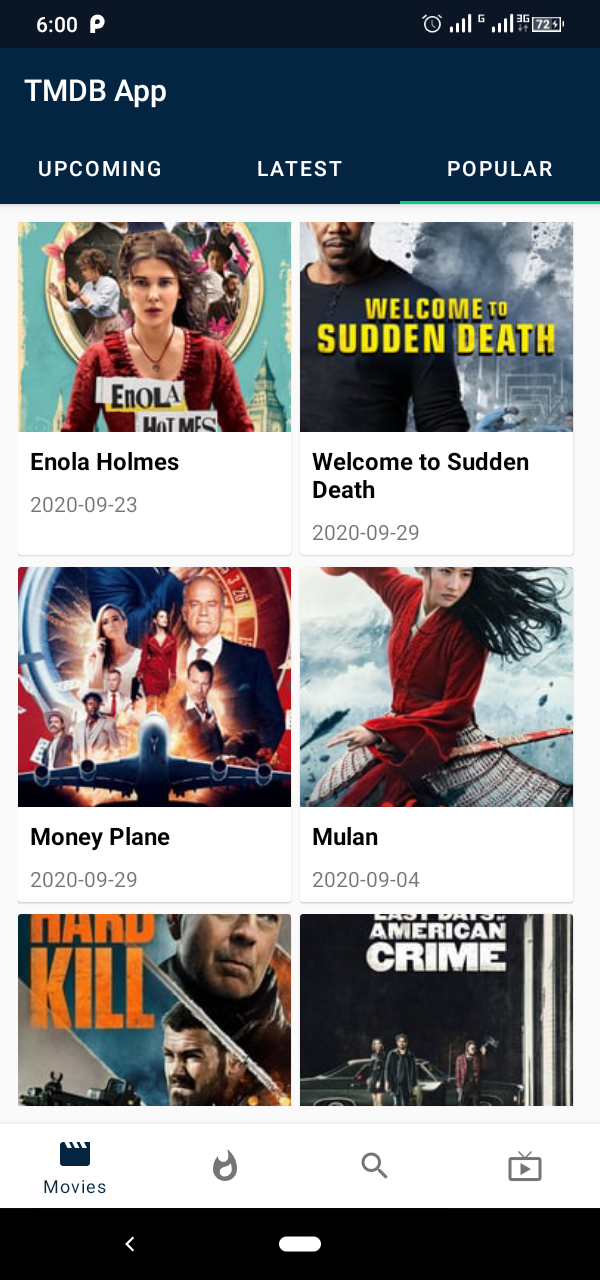 6:00
G
3G
72
TMDB App
UPCOMING
LATEST
POPULAR
ENOLA
HOLMES
WELCOME TO
SUDDEN DEATH
Enola Holmes
2020-09-23
Welcome to Sudden
Death
2020-09-29
26
Money Plane
2020-09-29
Mulan
2020-09-04
HARD
KILL
LAST DAYS OF
AMERICAN
CRIME
Movies